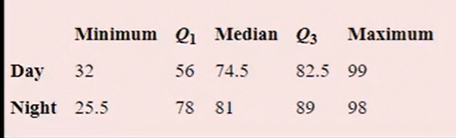 Minimum Q1 Median Q3 Maximum
Day 32 56 74.5 82.5 99
Night 25.5 78 81 89 98